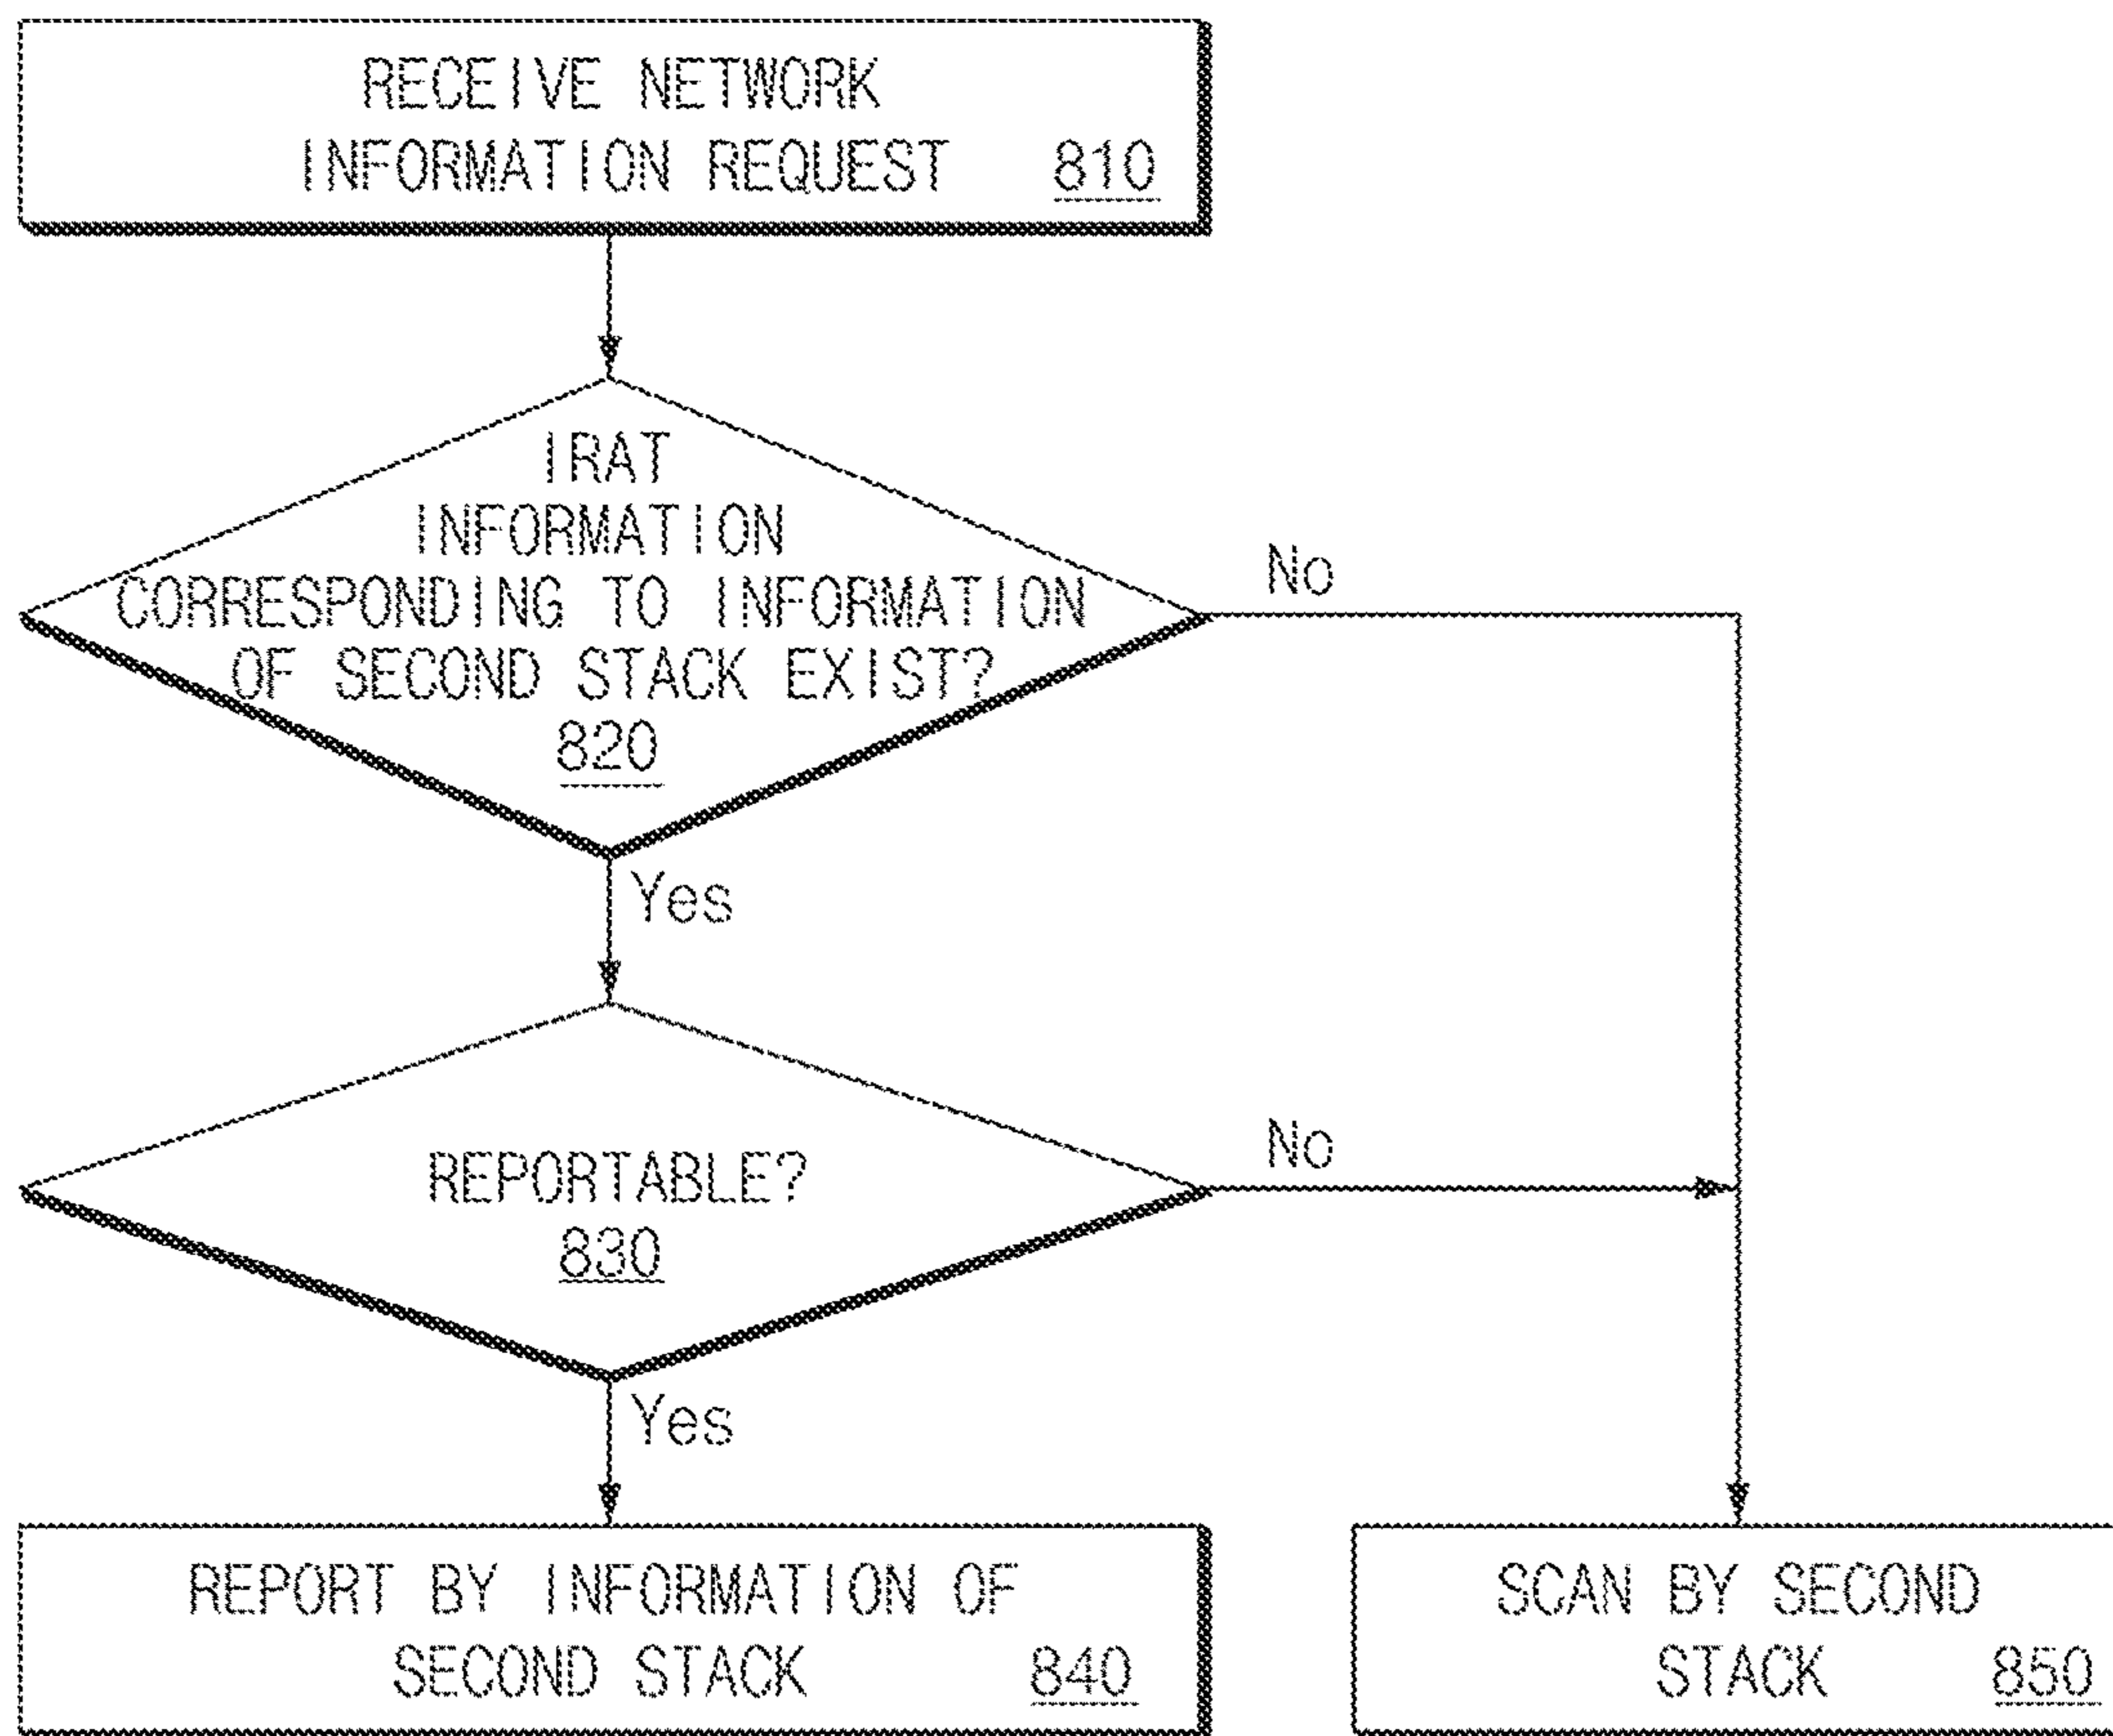 RECEIVE NETWORK
INFORMATION REQUEST 810
IRAT
INFORMATION
CORRESPONDING TO INFORMATION
OF SECOND STACK EXIST?
820
No
Yes
REPORTABLE?
830
No
Yes
REPORT BY INFORMATION OF
SECOND STACK 840
SCAN BY SECOND
STACK 850